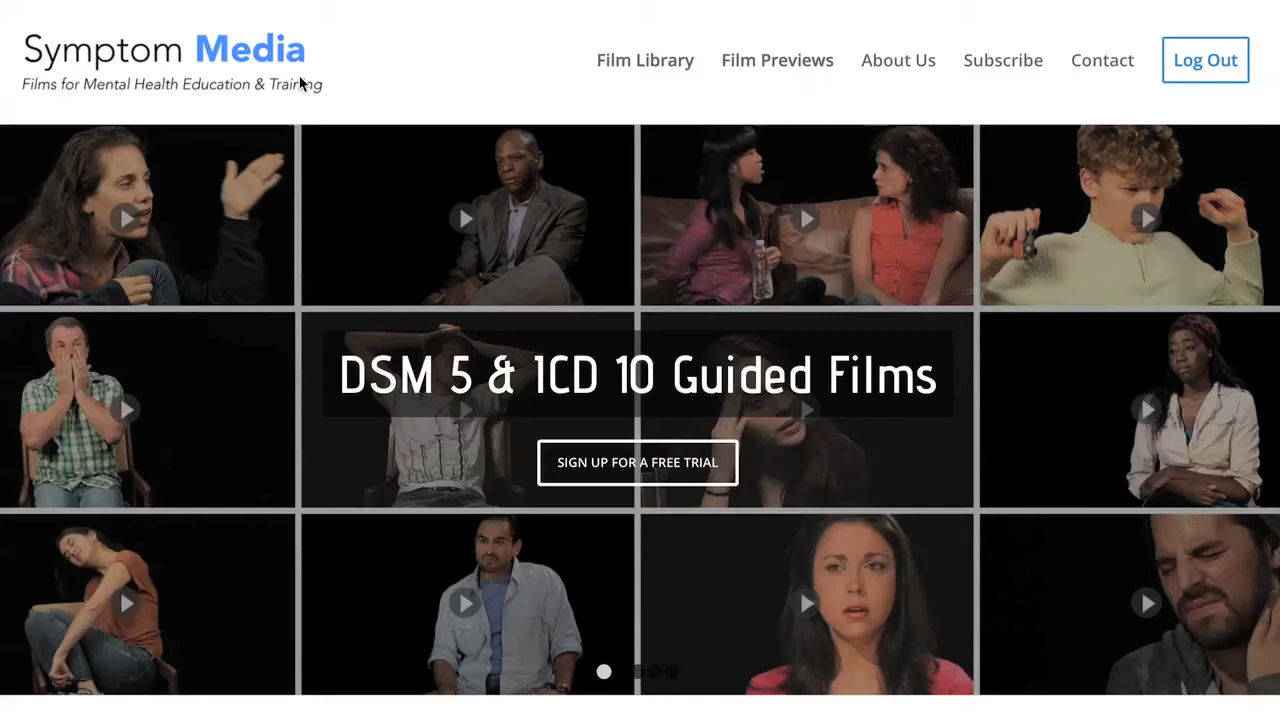 Symptom Media
Films for Mental Health Education & Training
Film Library
Film Previews
About Us
Subscribe
Contact
Log Out
DSM 5 & ICD 10 Guided Films
SIGN UP FOR A FREE TRIAL